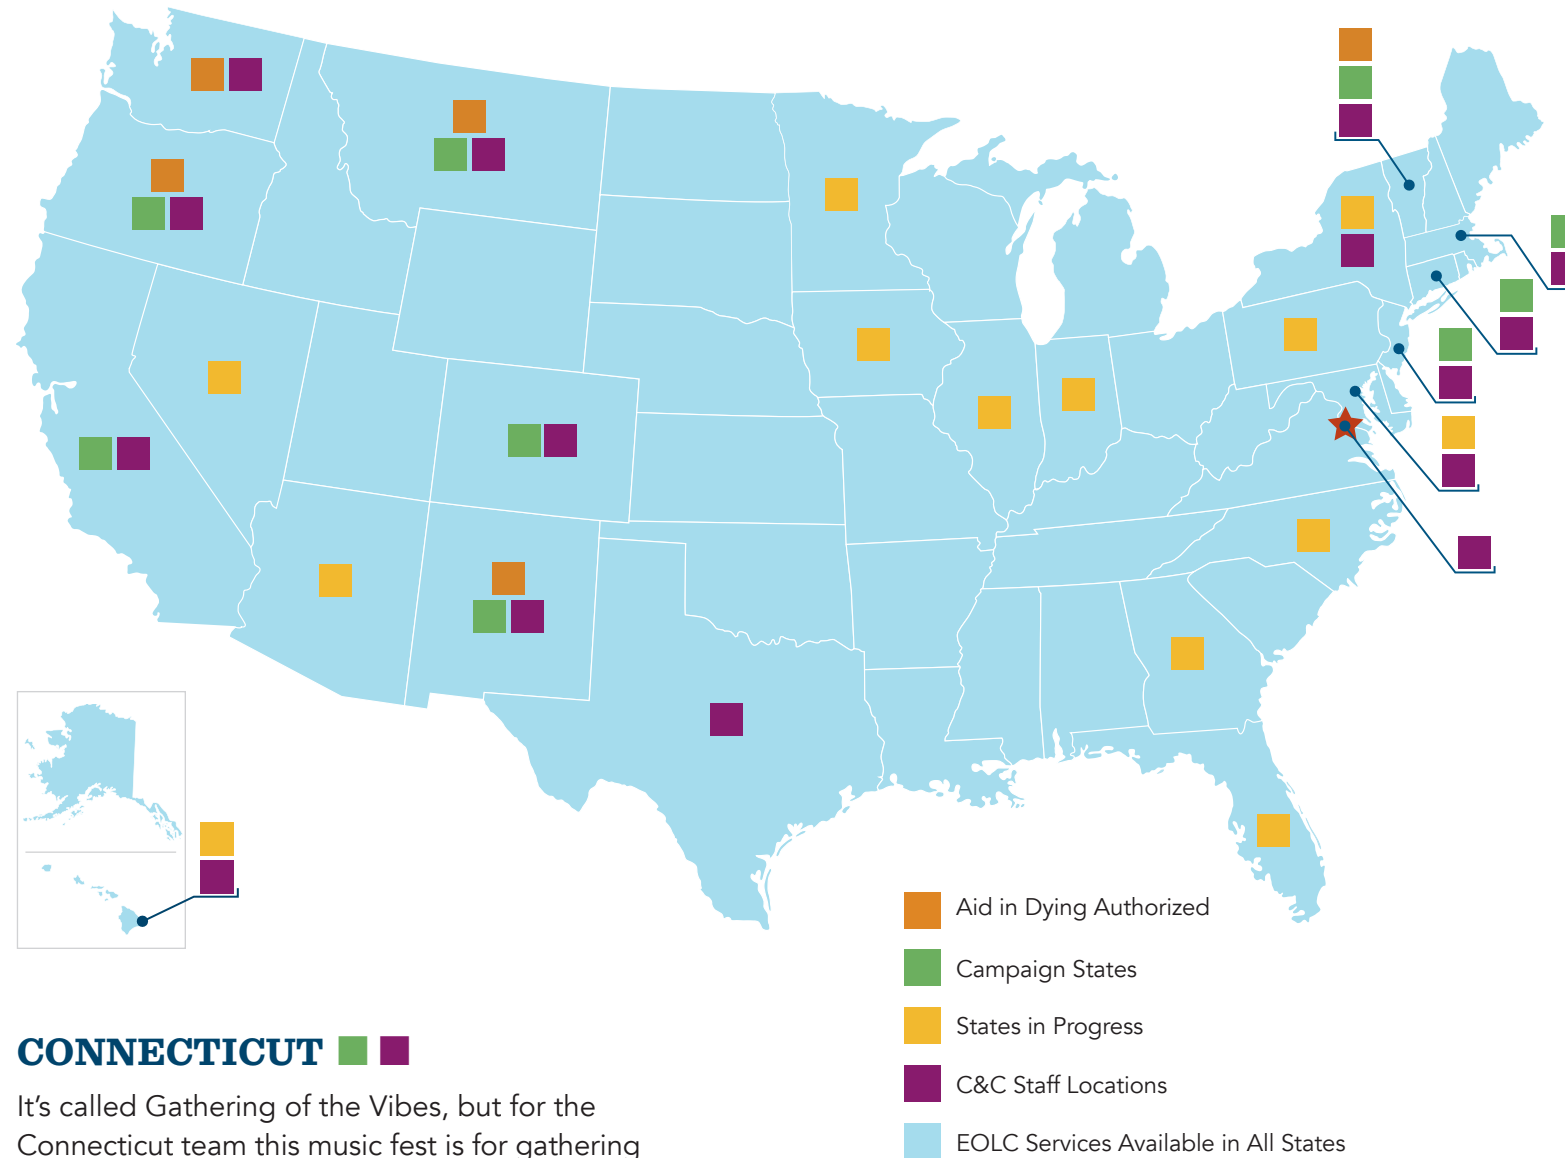 Aid in Dying Authorized
Campaign States
States in Progress
C&C Staff Locations
EOLC Services Available in All States
CONNECTICUT
It’s called Gathering of the Vibes, but for the
Connecticut team this music fest is for gathering